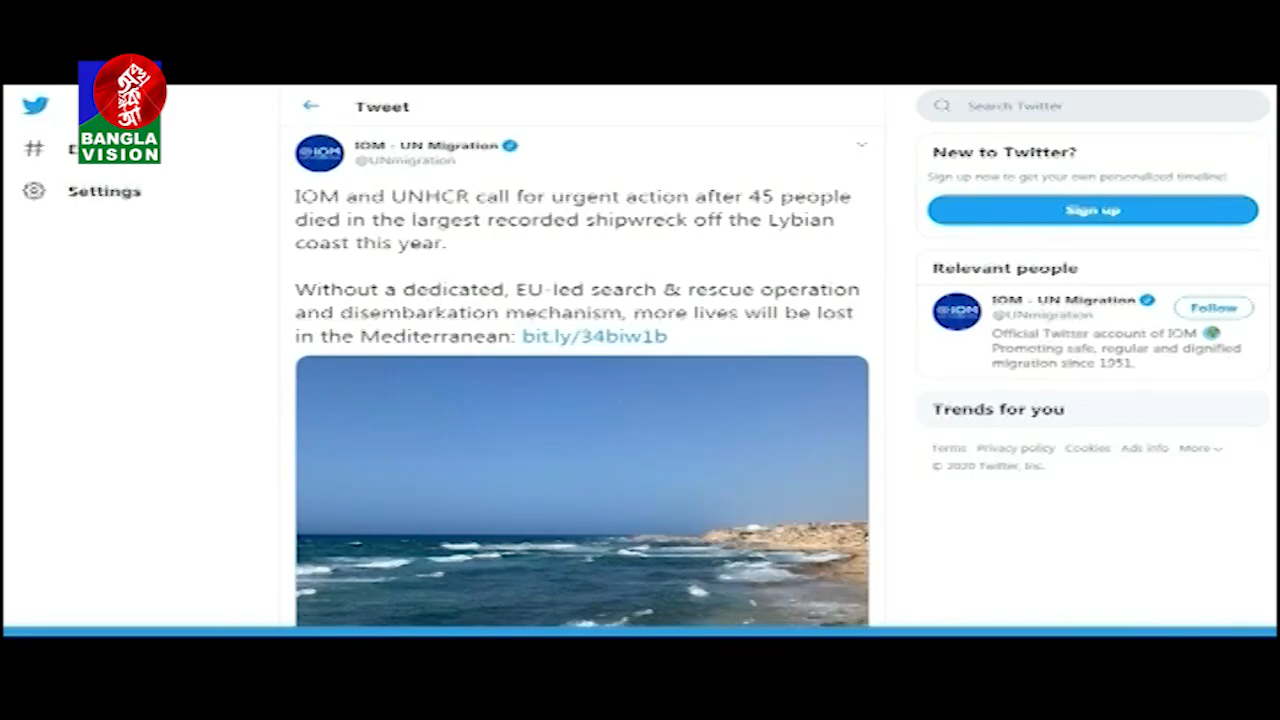 BANGLA
VISION
Settings
Tweet
IOM - UN Migration
@UNmigration
IOM and UNHCR call for urgent action after 45 people
died in the largest recorded shipwreck off the Lybian
coast this year.
Without a dedicated, EU-led search & rescue operation
and disembarkation mechanism, more lives will be lost
in the Mediterranean: bit.ly/34biw1b
Search Twitter
New to Twitter?
Sign up now to get your own personalized timeline!
Sign up
Relevant people
IOM - UN Migration
@UNmigration
Follow
Official Twitter account of IOM
Promoting safe, regular and dignified
migration since 1951.
Trends for you
Terms Privacy policy Cookies Ads info More
© 2020 Twitter, Inc.